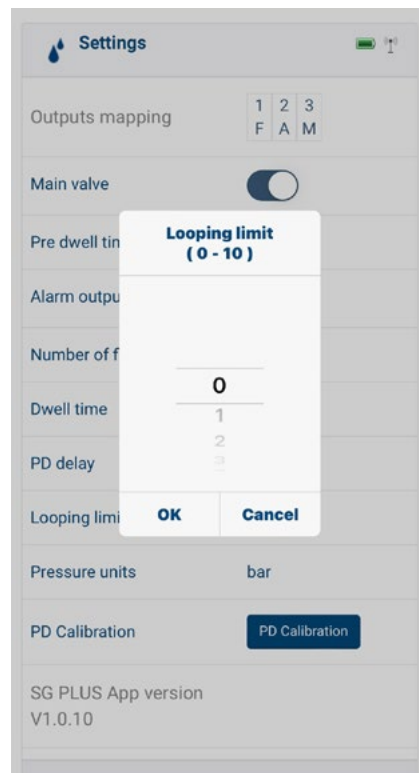 Settings
Outputs mapping
1 2 3
F A M
Main valve
Pre dwell tim
Looping limit
( 0 - 10 )
Alarm outpu
Number of f
0
Dwell time
1
2
PD delay
3
Looping limi
OK Cancel
Pressure units bar
PD Calibration PD Calibration
SG PLUS App version
V1.0.10